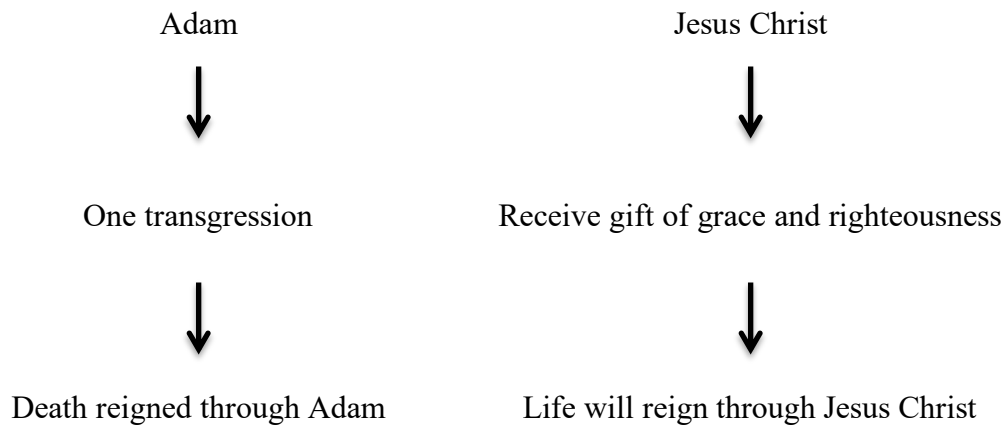 Adam
Jesus Christ
One transgression
Receive gift of grace and righteousness
Death reigned through Adam
Life will reign through Jesus Christ